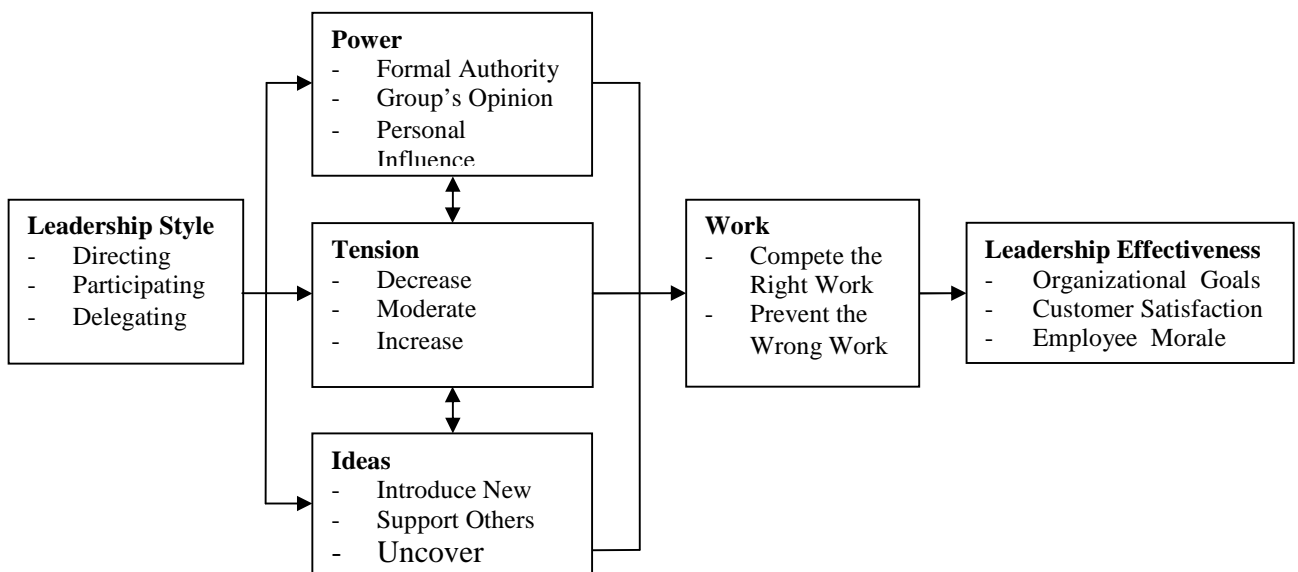 Power
- Formal Authority
- Group’s Opinion
- Personal
Influence
Leadership Style
- Directing
- Participating
- Delegating
Tension
- Decrease
- Moderate
- Increase
Ideas
- Introduce New
- Support Others
- Uncover
Work
- Compete the
Right Work
- Prevent the
Wrong Work
Leadership Effectiveness
- Organizational Goals
- Customer Satisfaction
- Employee Morale